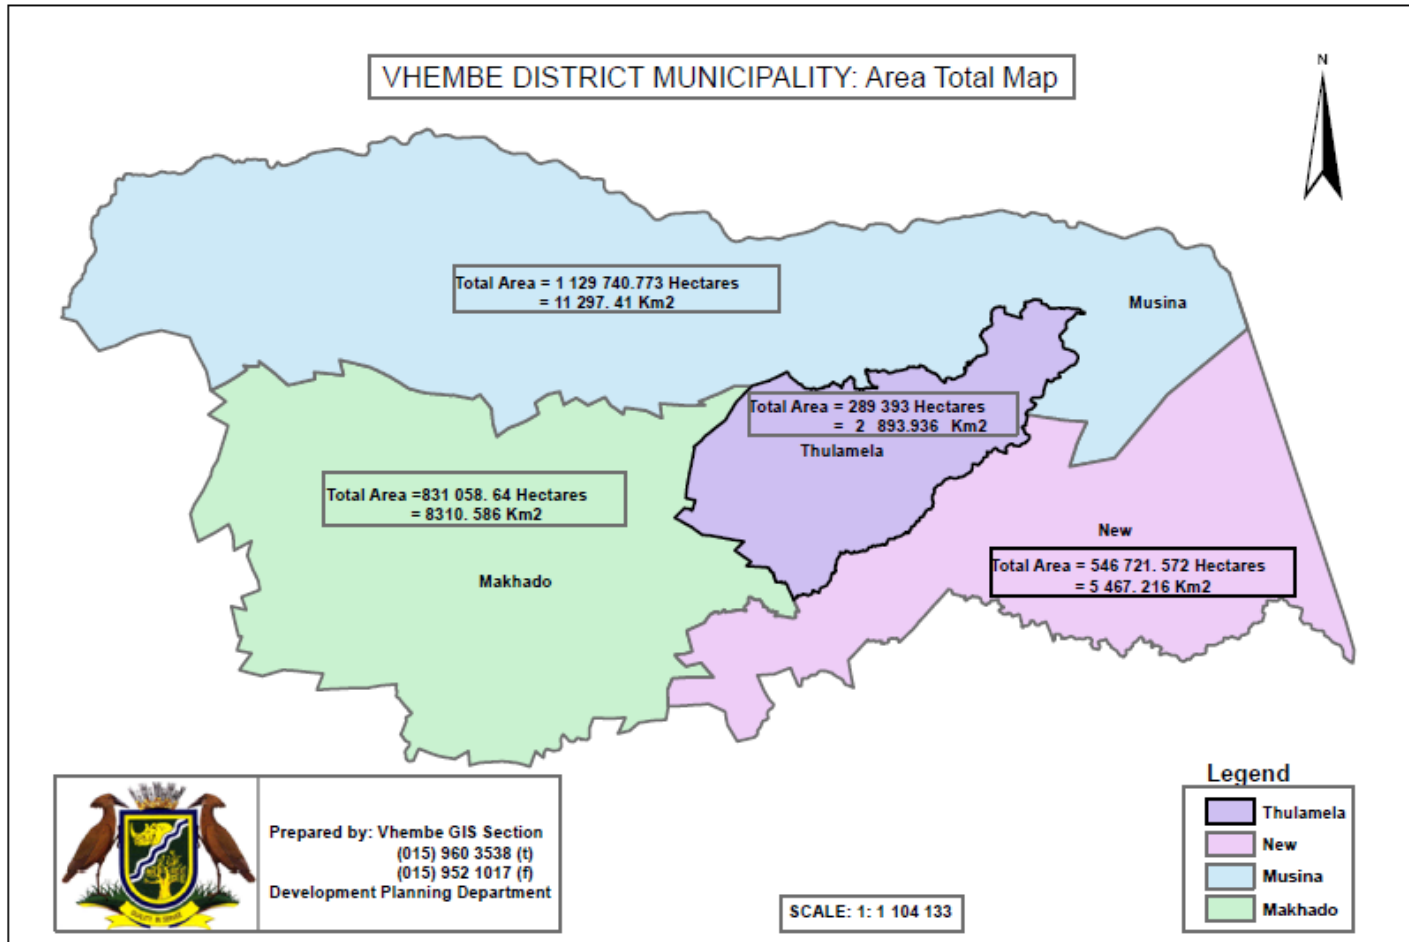 VHEMBE DISTRICT MUNICIPALITY: Area Total Map
N
Total Area = 1 129 740.773 Hectares
= 11 297. 41 Km2
Musina
Total Area = 289 393 Hectares
= 2 893.936 Km2
Thulamela
Total Area =831 058. 64 Hectares
= 8310. 586 Km2
Makhado
New
Total Area = 546 721. 572 Hectares
= 5 467. 216 Km2
Legend
Thulamela
New
Musina
Makhado
Prepared by: Vhembe GIS Section
(015) 960 3538 (t)
(015) 952 1017 (f)
Development Planning Department
QUALITY IN SERVICE
SCALE: 1: 1 104 133